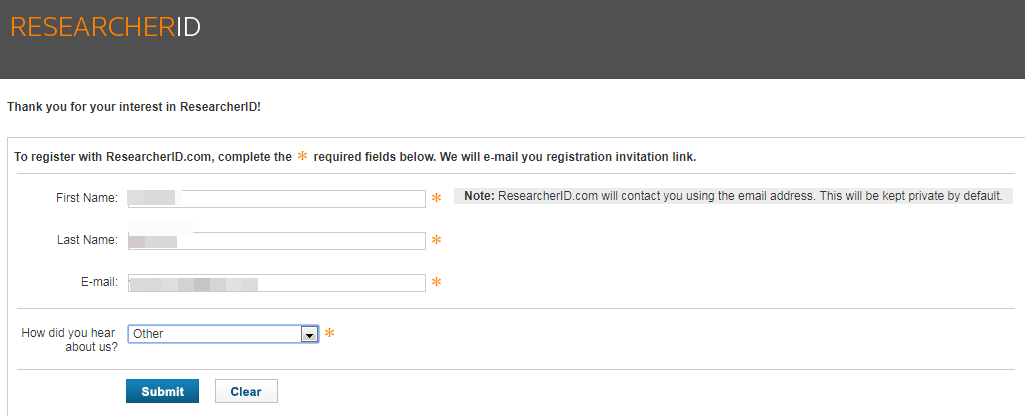 RESEARCHERID
Thank you for your interest in ResearcherID!
To register with ResearcherID.com, complete the * required fields below. We will e-mail you registration invitation link.
First Name: * Note: ResearcherID.com will contact you using the email address. This will be kept private by default.
Last Name: *
E-mail: *
How did you hear
about us?
Other *
Submit Clear